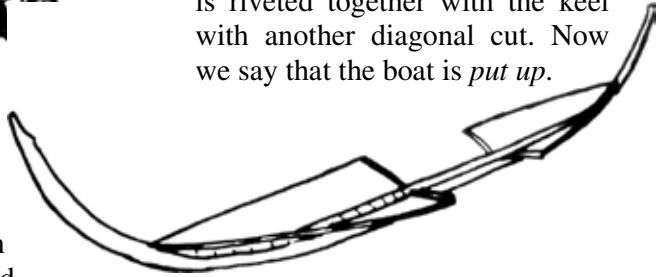 is riveted together with the keel
with another diagonal cut. Now
we say that the boat is put up.